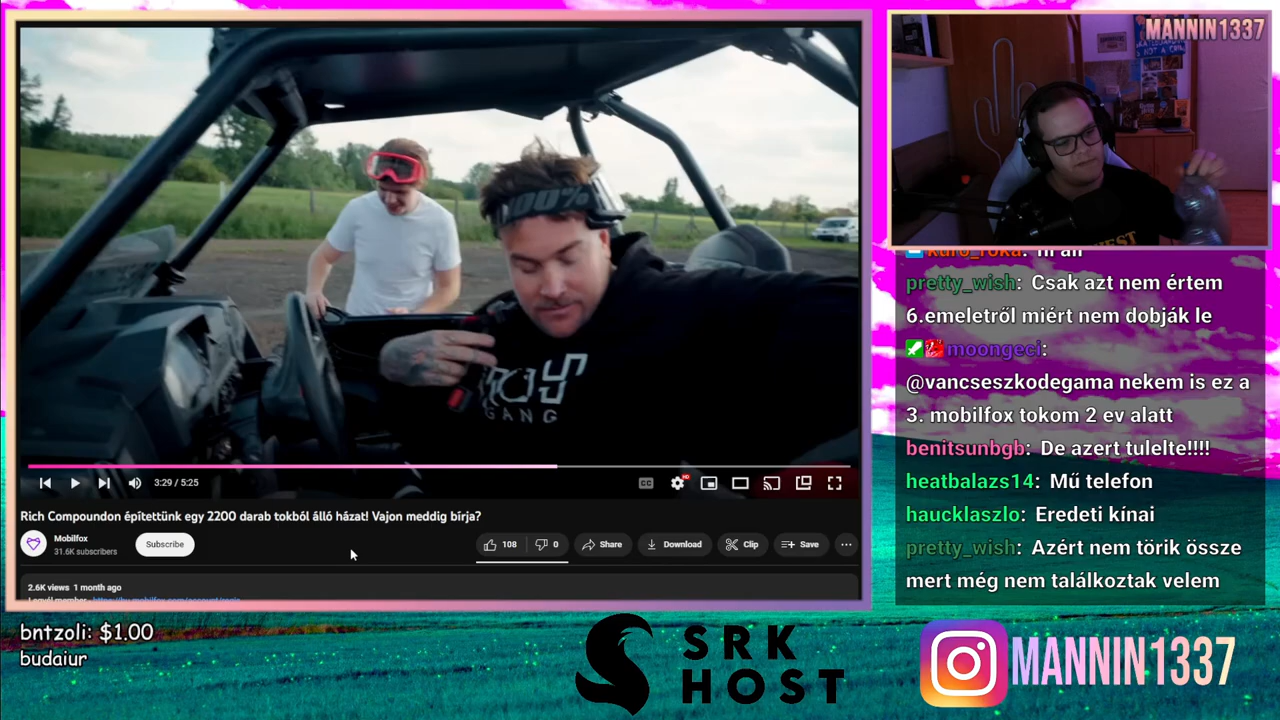 100%
GANG
3:29 / 5:25
CC
Rich Compoundon építettünk egy 2200 darab tokból álló házat! Vajon meddig bírja?
Mobilfox
31.6K subscribers
Subscribe
108
0
Share
Download
Clip
Save
2.6K views 1 month ago
MANNIN1337
pretty_wish: Csak azt nem értem
6.emeletről miért nem dobják le
moongeci:
@vancseszkodegama nekem is ez a
3. mobilfox tokom 2 ev alatt
benitsunbgb: De azert tulelte!!!!
heatbalazs14: Mű telefon
haucklaszlo: Eredeti kínai
pretty_wish: Azért nem törik össze
mert még nem találkoztak velem
bntzoli: $1.00
budaiur
SRK
HOST
MANNIN1337